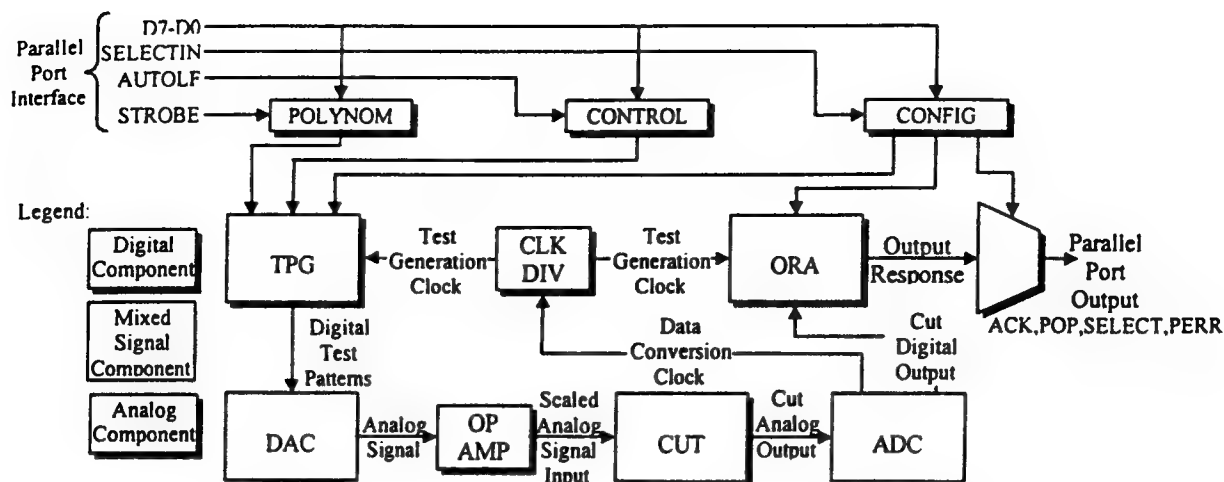 Parallel
Port
Interface
D7-D0
SELECTIN
AUTOLF
STROBE
POLYNOM
CONTROL
CONFIG
Legend:
Digital
Component
Mixed
Signal
Component
Analog
Component
TPG
Test
Generation
Clock
CLK
DIV
Test
Generation
Clock
ORA
Output
Response
Parallel
Port
Output
ACK,POP,SELECT,PERR
Digital
Test
Patterns
Data
Conversion
Clock
Cut
Digital
Output
DAC
Analog
Signal
OP
AMP
Scaled
Analog
Signal
Input
CUT
Cut
Analog
Output
ADC